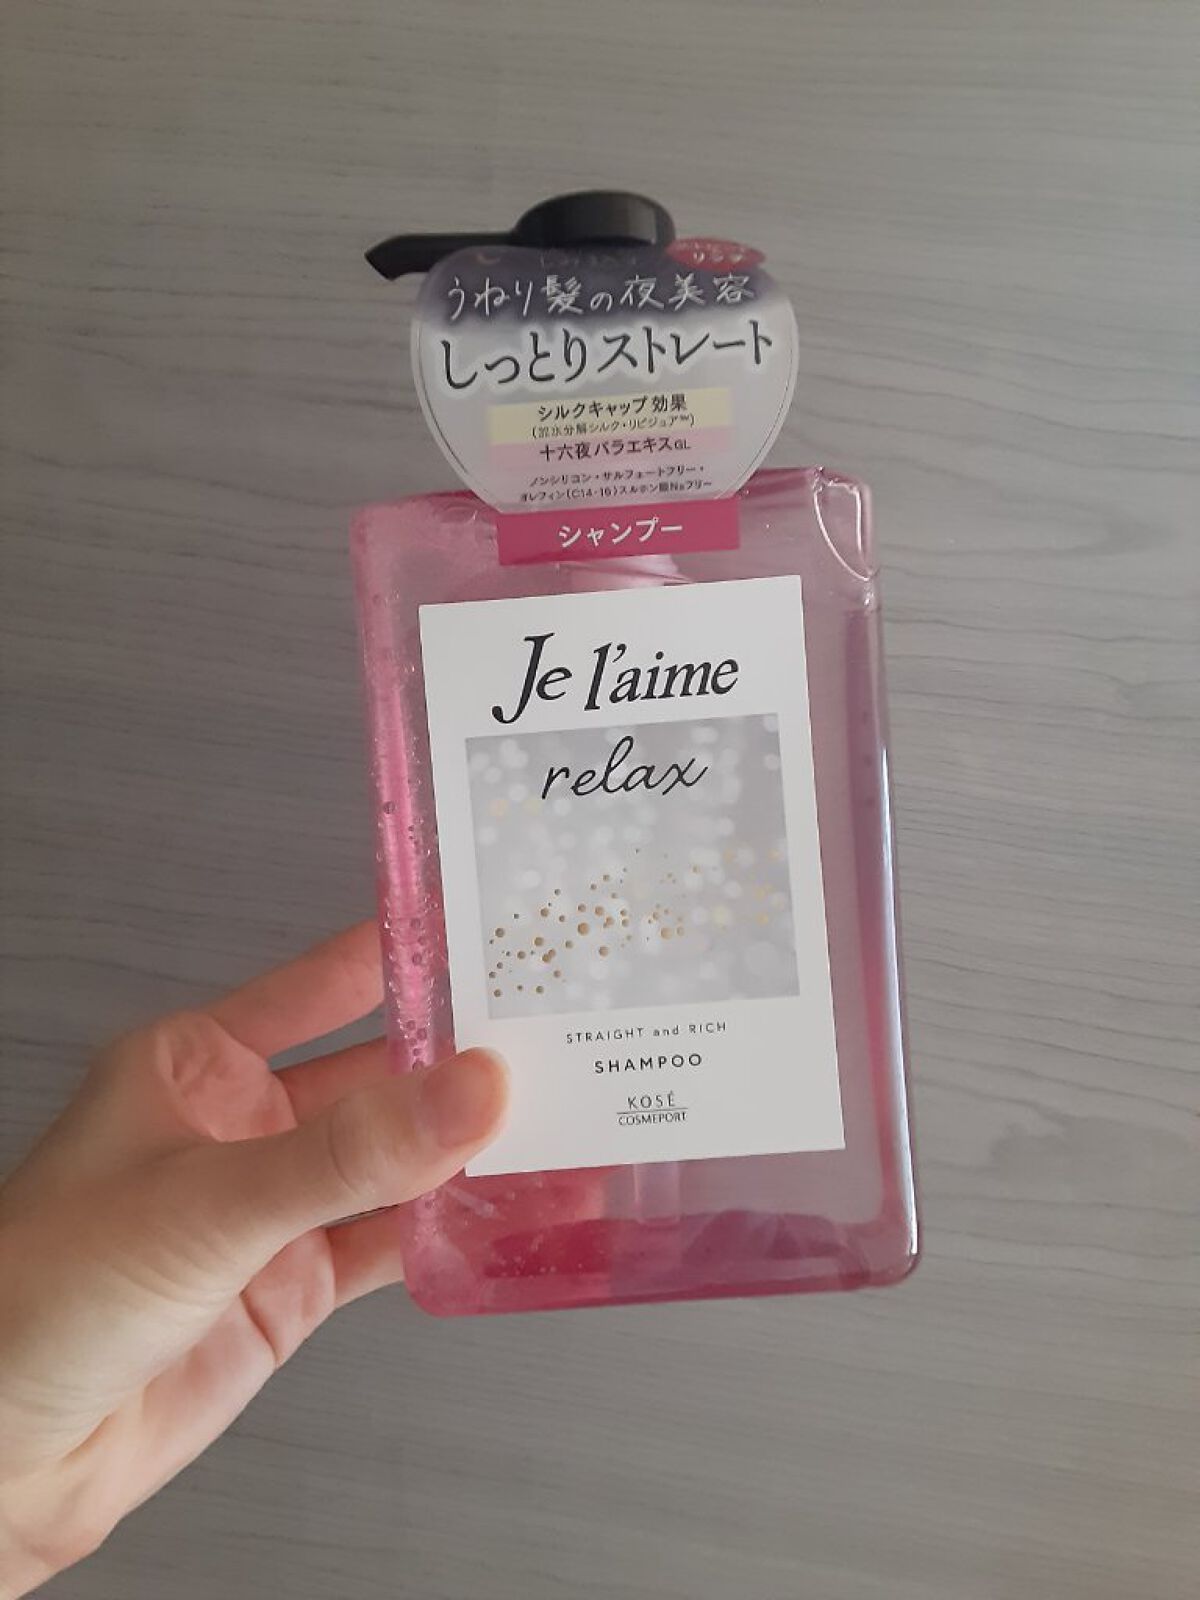 うねり髪の夜美容
しっとりストレート
シルクキャップ効果
(加水分解シルク・リピジュア™)
十六夜バラエキスGL
ノンシリコン・サルフェートフリー・
オレフィン(C14-16)スルホン酸Naフリー
シャンプー
Je l'aime
relax
STRAIGHT and RICH
SHAMPOO
KOSÉ
COSMEPORT